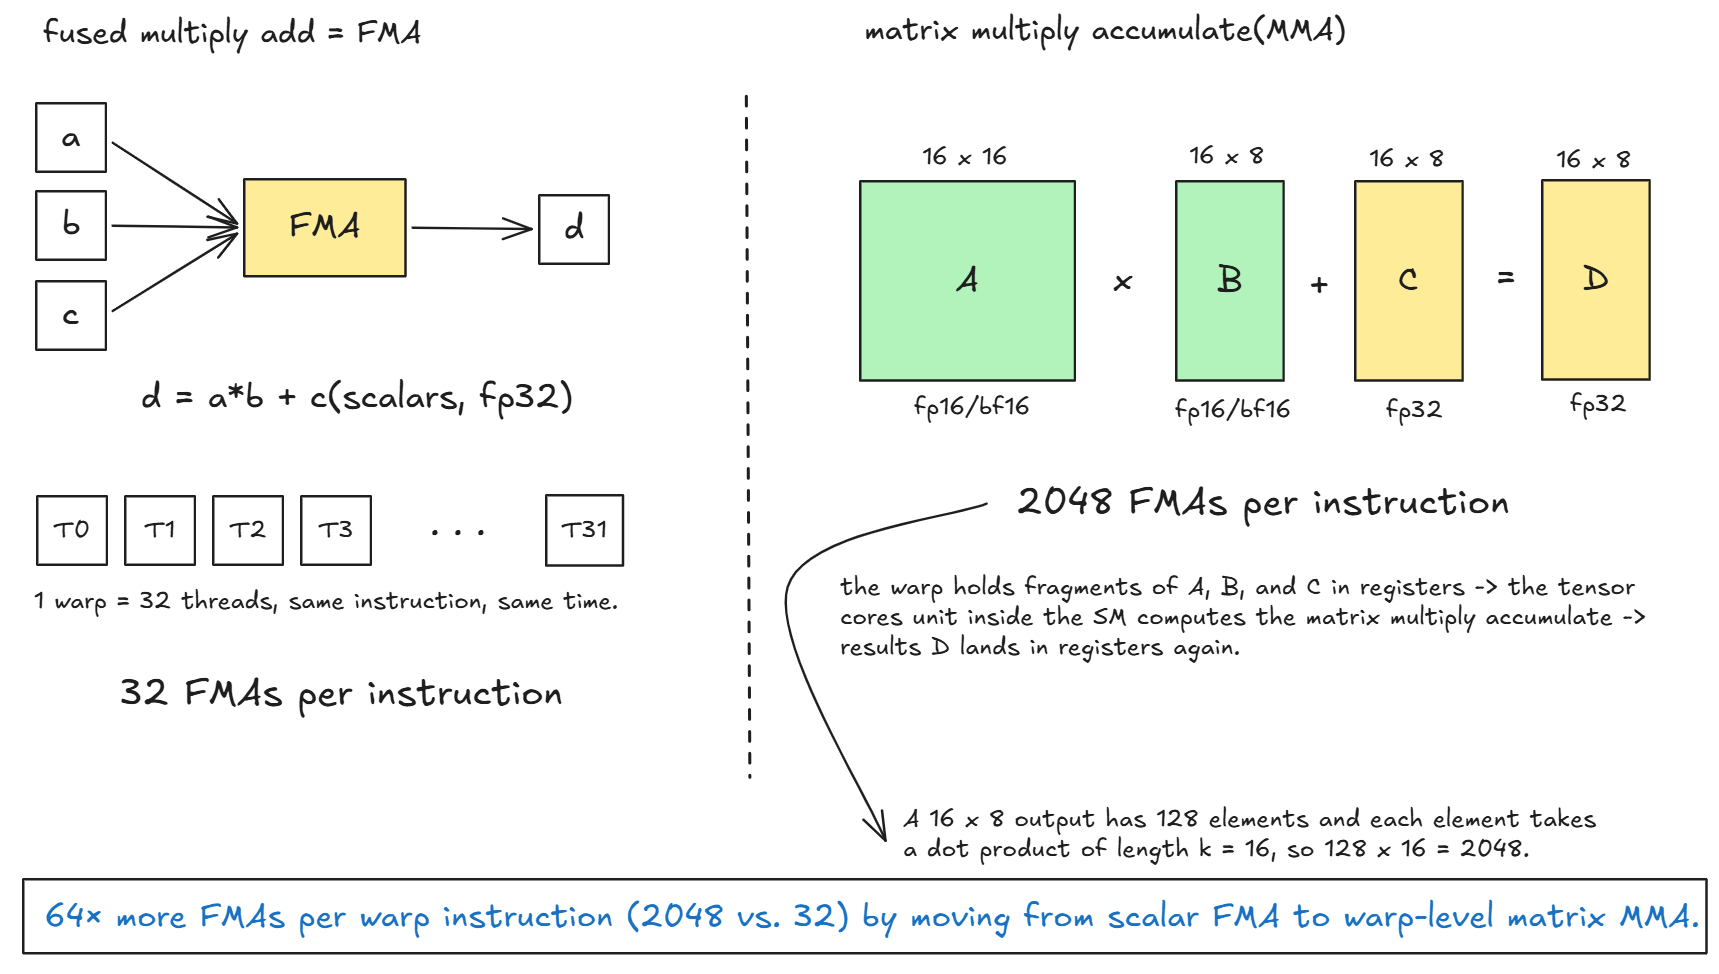 fused multiply add = FMA
a
b
c
FMA
d
d = a*b + c(scalars, fp32)
T0 T1 T2 T3 . . . T31
1 warp = 32 threads, same instruction, same time.
32 FMAs per instruction
matrix multiply accumulate(MMA)
16 x 16 16 x 8 16 x 8 16 x 8
A x B + C = D
fp16/bf16 fp16/bf16 fp32 fp32
2048 FMAs per instruction
the warp holds fragments of A, B, and C in registers -> the tensor
cores unit inside the SM computes the matrix multiply accumulate ->
results D lands in registers again.
A 16 x 8 output has 128 elements and each element takes
a dot product of length k = 16, so 128 x 16 = 2048.
64× more FMAs per warp instruction (2048 vs. 32) by moving from scalar FMA to warp-level matrix MMA.